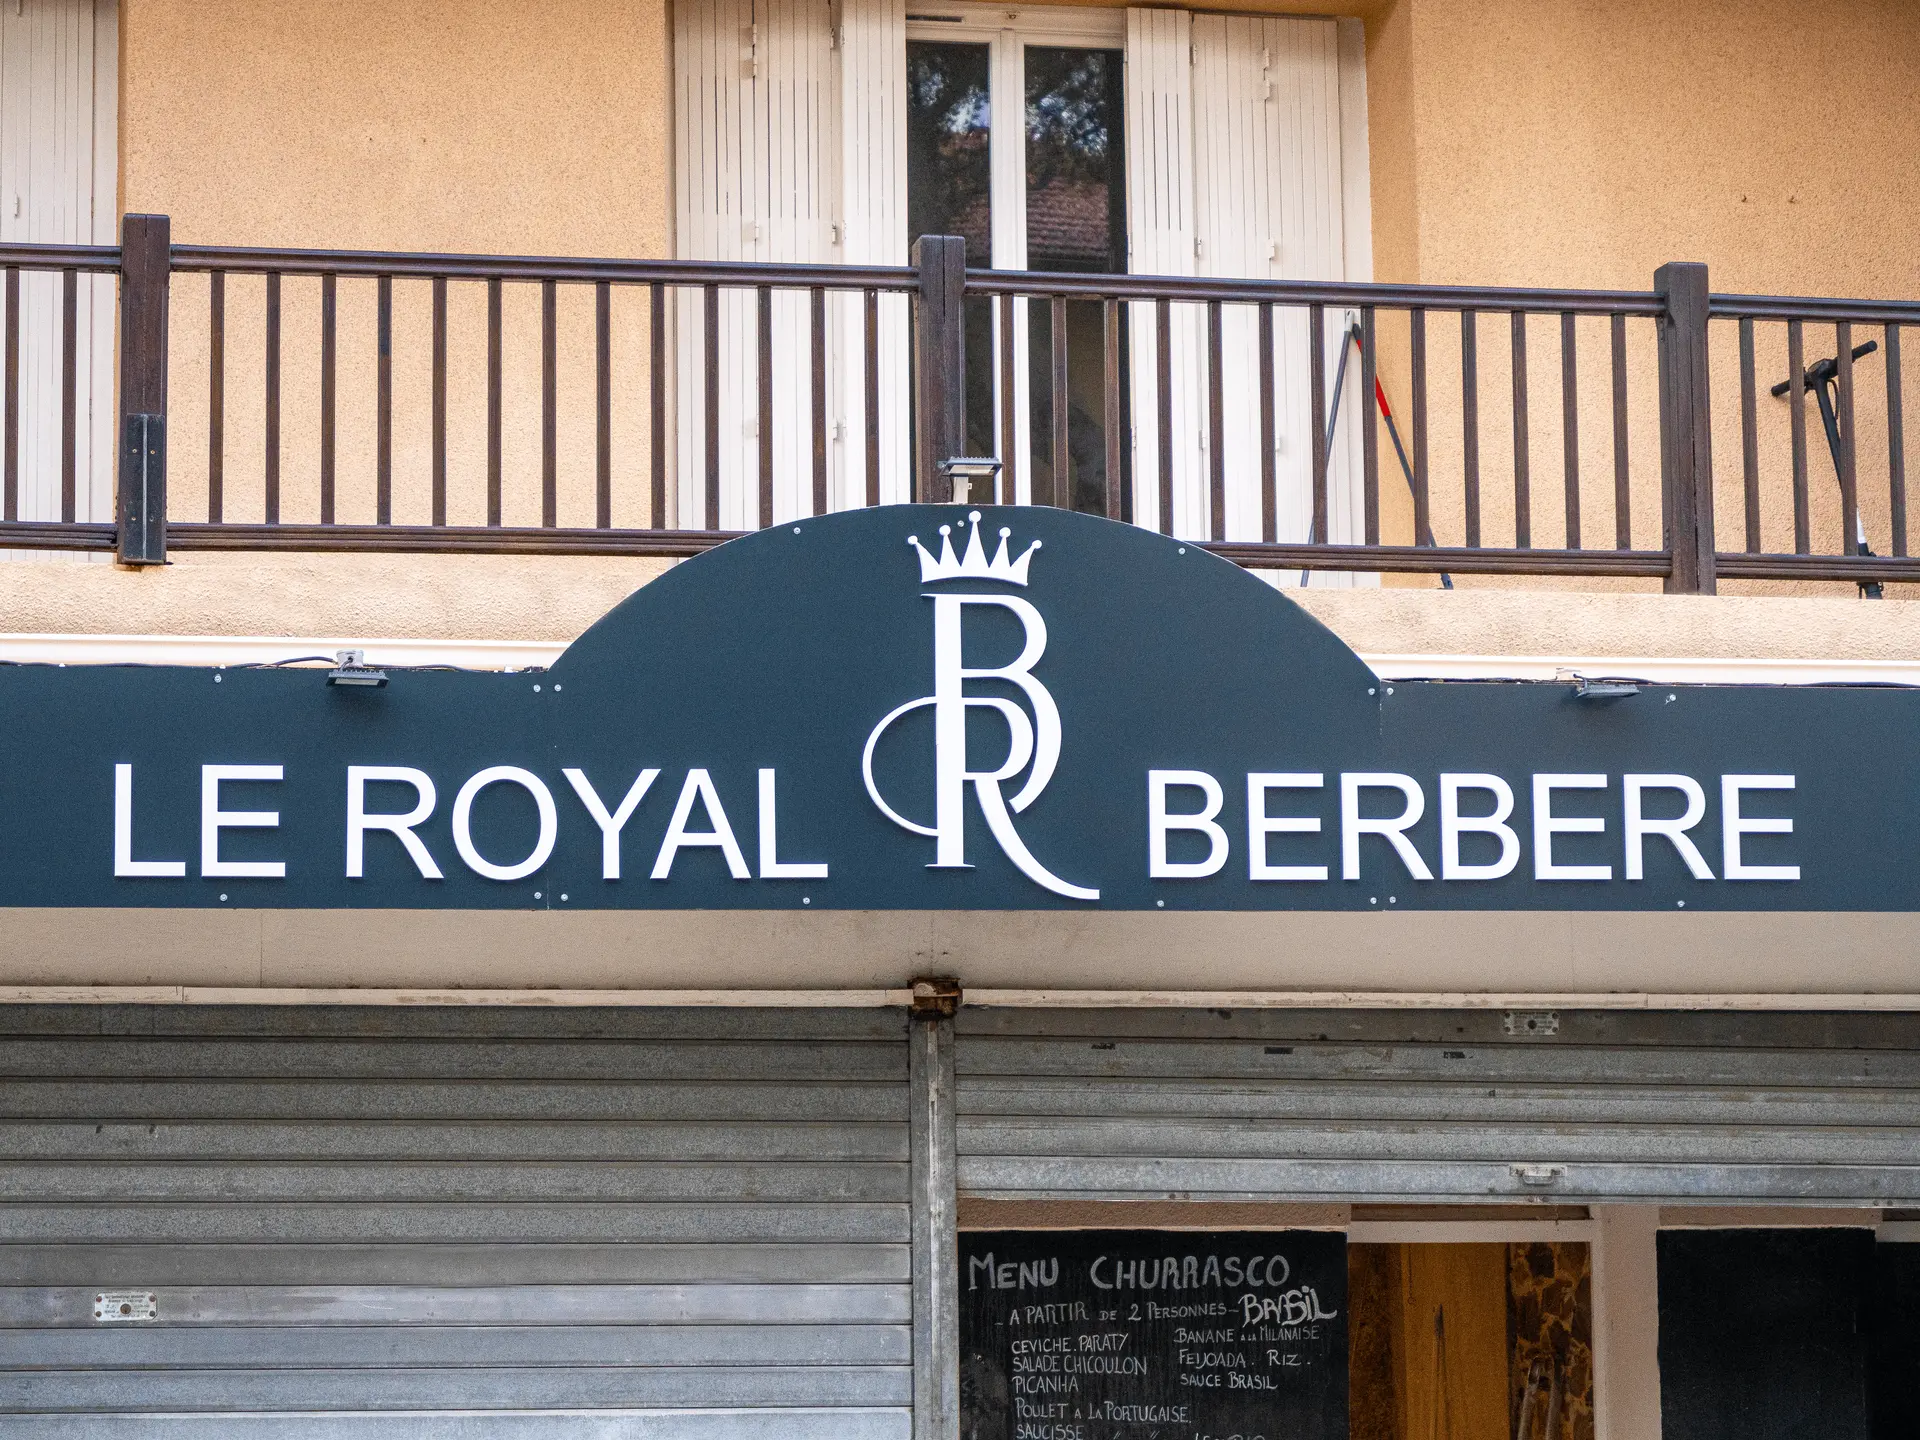 BR
LE ROYAL BERBERE
MENU CHURRASCO
- A PARTIR DE 2 PERSONNES - BRASIL
CEVICHE. PARATY
SALADE CHICOULON
PICANHA
POULET A LA PORTUGAISE.
SAUCISSE
BANANE A LA MILANAISE
FEIJOADA. RIZ.
SAUCE BRASIL